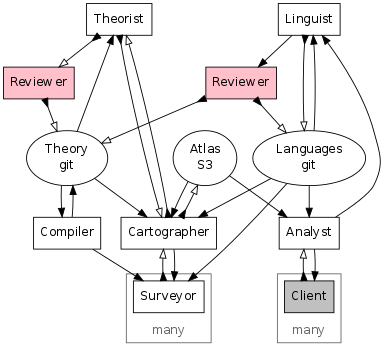 Theorist
Linguist
Reviewer
Reviewer
Theory
git
Atlas
S3
Languages
git
Compiler
Cartographer
Analyst
Surveyor
many
Client
many